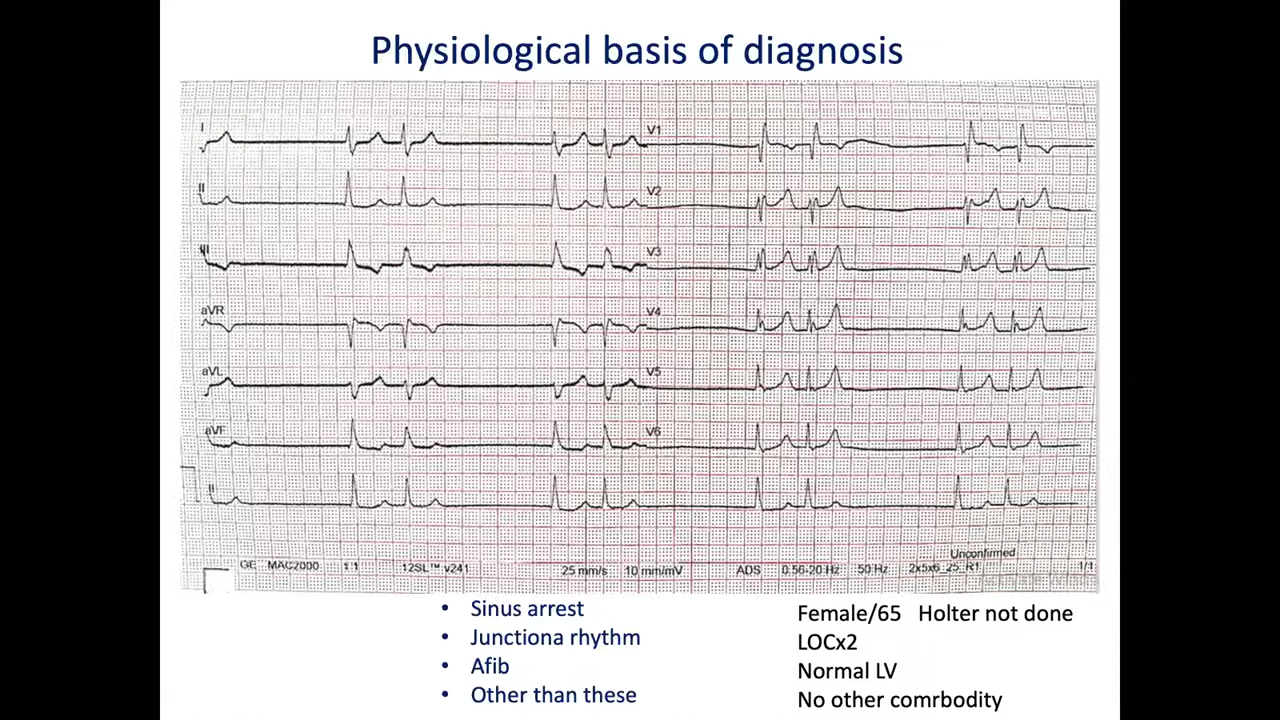 Physiological basis of diagnosis
I
V1
II
V2
III
V3
aVR
V4
aVL
V5
aVF
V6
II
Unconfirmed
GE MAC2000 1.1 12SL™ v241 25 mm/s 10 mm/mV ADS 0.56-20 Hz 50 Hz 2x5x6_25_R1 1/1
• Sinus arrest
• Junctiona rhythm
• Afib
• Other than these
Female/65 Holter not done
LOCx2
Normal LV
No other comrbodity